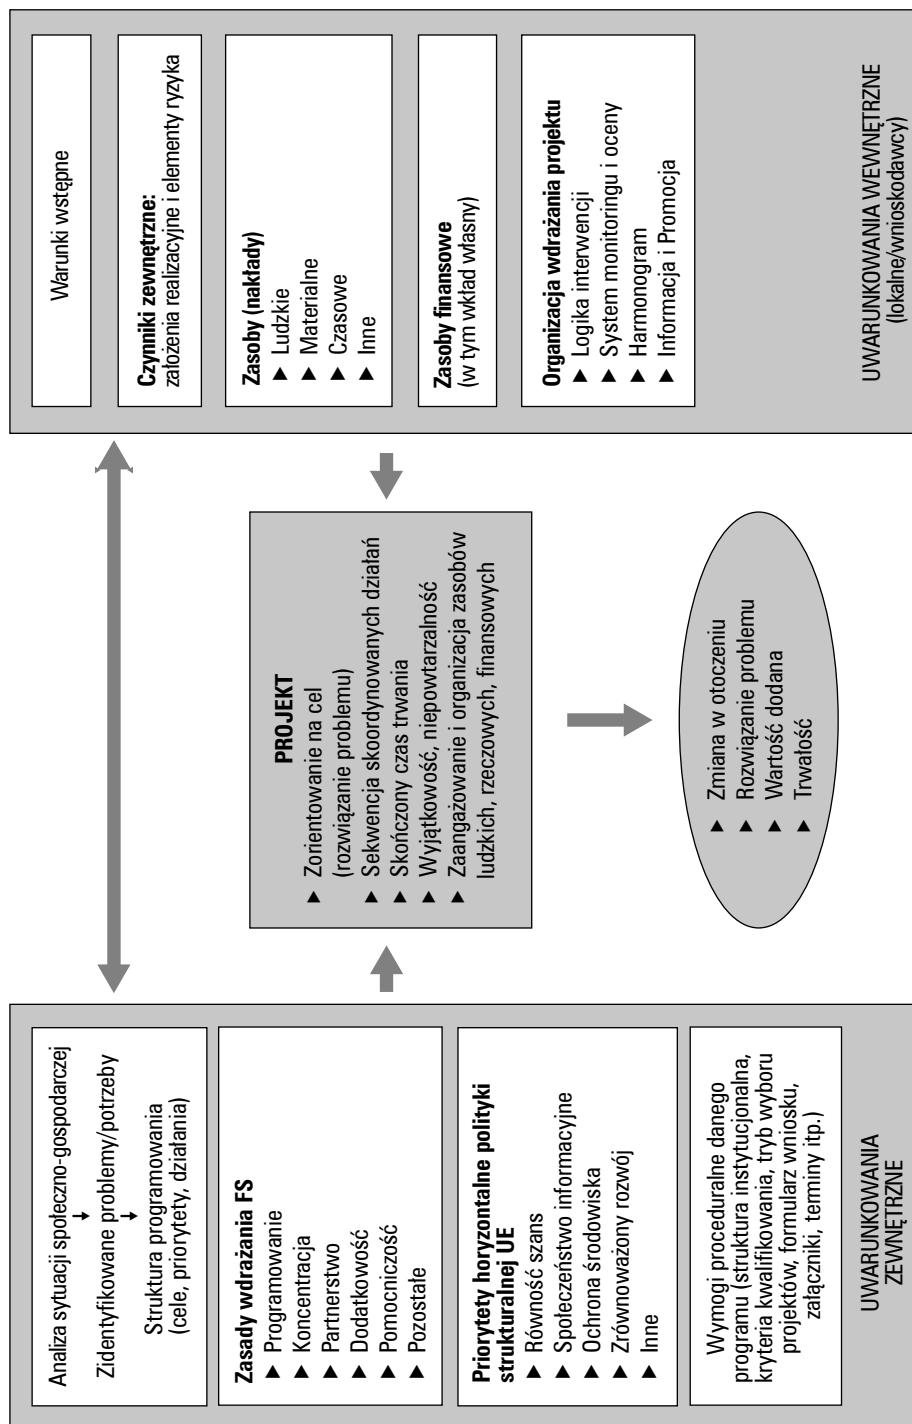 Analiza sytuacji społeczno-gospodarczej
Zidentyfikowane problemy/potrzeby
Struktura programowania
(cele, priorytety, działania)
Zasady wdrażania FS
▶ Programowanie
▶ Koncentracja
▶ Partnerstwo
▶ Dodatkowość
▶ Pomocniczość
▶ Pozostałe
Priorytety horyzontalne polityki
strukturalnej UE
▶ Równość szans
▶ Społeczeństwo informacyjne
▶ Ochrona środowiska
▶ Zrównoważony rozwój
▶ Inne
Wymogi proceduralne danego
programu (struktura instytucjonalna,
kryteria kwalifikowania, tryb wyboru
projektów, formularz wniosku,
załączniki, terminy itp.)
UWARUNKOWANIA
ZEWNĘTRZNE
PROJEKT
▶ Zorientowanie na cel
(rozwiązanie problemu)
▶ Sekwencja skoordynowanych działań
▶ Skończony czas trwania
▶ Wyjątkowość, niepowtarzalność
▶ Zaangażowanie i organizacja zasobów
ludzkich, rzeczowych, finansowych
▶ Zmiana w otoczeniu
▶ Rozwiązanie problemu
▶ Wartość dodana
▶ Trwałość
Warunki wstępne
Czynniki zewnętrzne:
założenia realizacyjne i elementy ryzyka
Zasoby (nakłady)
▶ Ludzkie
▶ Materialne
▶ Czasowe
▶ Inne
Zasoby finansowe
(w tym wkład własny)
Organizacja wdrażania projektu
▶ Logika interwencji
▶ System monitoringu i oceny
▶ Harmonogram
▶ Informacja i Promocja
UWARUNKOWANIA WEWNĘTRZNE
(lokalne/wnioskodawcy)